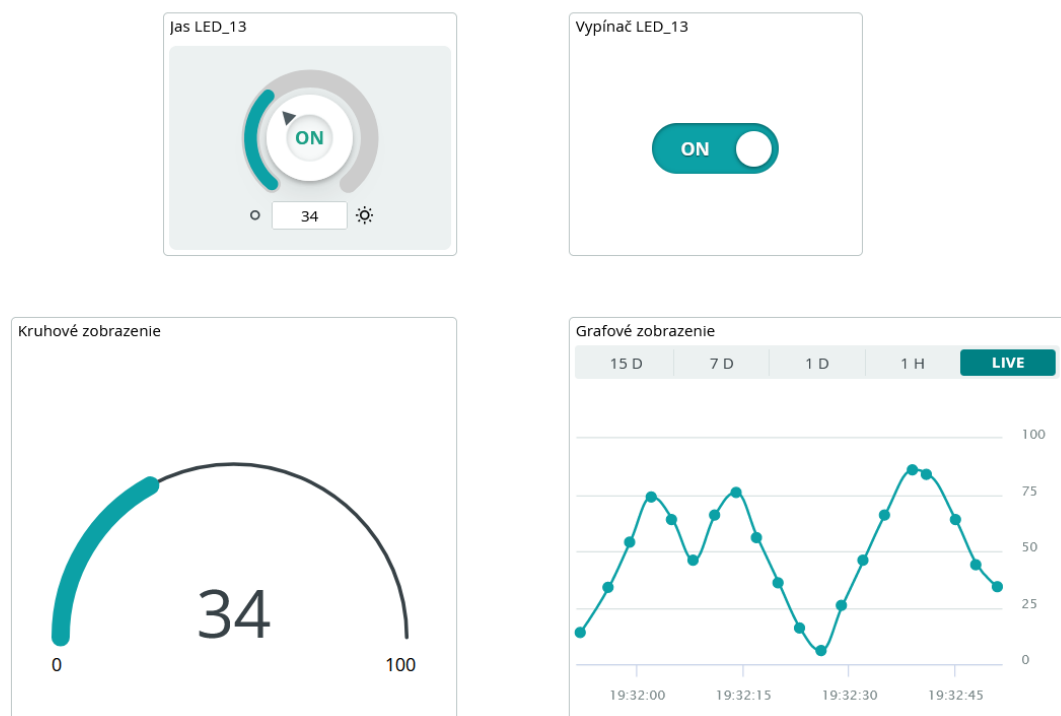 Jas LED_13
ON
34
Vypínač LED_13
ON
Kruhové zobrazenie
34
0 100
Grafové zobrazenie
15 D 7 D 1 D 1 H LIVE
100
75
50
25
0
19:32:00 19:32:15 19:32:30 19:32:45